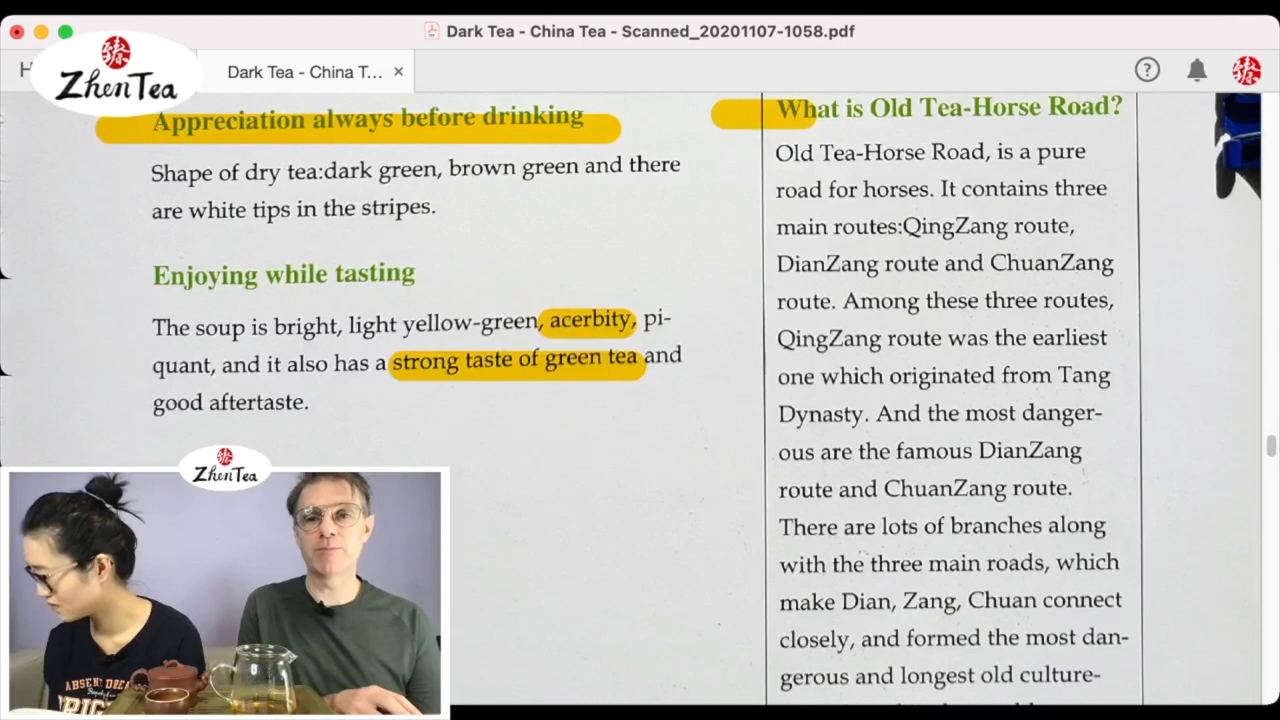 Dark Tea - China Tea - Scanned_20201107-1058.pdf
臻
ZhenTea
H
Dark Tea - China T... ×
?
臻
Appreciation always before drinking
Shape of dry tea:dark green, brown green and there
are white tips in the stripes.
Enjoying while tasting
The soup is bright, light yellow-green, acerbity, pi-
quant, and it also has a strong taste of green tea and
good aftertaste.
What is Old Tea-Horse Road?
Old Tea-Horse Road, is a pure
road for horses. It contains three
main routes:QingZang route,
DianZang route and ChuanZang
route. Among these three routes,
QingZang route was the earliest
one which originated from Tang
Dynasty. And the most danger-
ous are the famous DianZang
route and ChuanZang route.
There are lots of branches along
with the three main roads, which
make Dian, Zang, Chuan connect
closely, and formed the most dan-
gerous and longest old culture-
臻
ZhenTea
ABSENT DREA